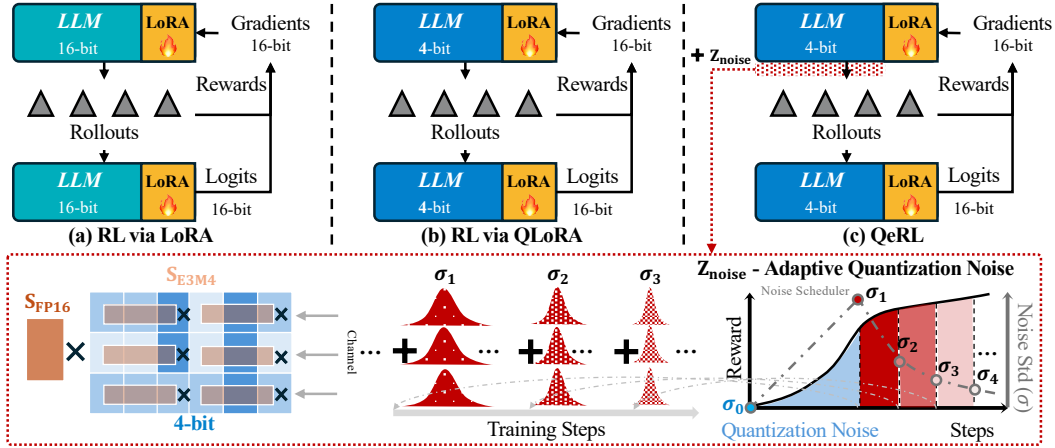 LLM
16-bit
LoRA
Gradients
16-bit
Rewards
Rollouts
LLM
16-bit
LoRA
Logits
16-bit
(a) RL via LoRA
LLM
4-bit
LoRA
Gradients
16-bit
Rewards
Rollouts
LLM
4-bit
LoRA
Logits
16-bit
(b) RL via QLoRA
+ Znoise
LLM
4-bit
LoRA
Gradients
16-bit
Rewards
Rollouts
LLM
4-bit
LoRA
Logits
16-bit
(c) QeRL
SFP16
×
SE3M4
× ×
× ×
× ×
4-bit
Channel
... + ... + ... + ...
σ1
σ2
σ3
Training Steps
Znoise - Adaptive Quantization Noise
Noise Scheduler
Reward
σ0
σ1
σ2
σ3
σ4
...
Noise Std (σ)
Quantization Noise
Steps